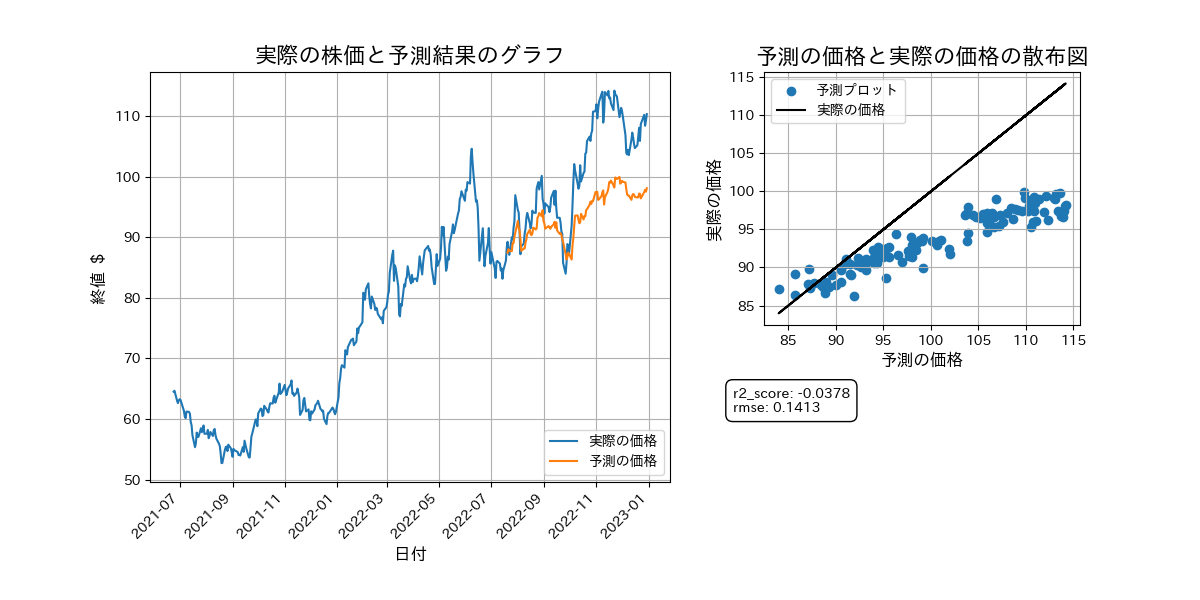 実際の株価と予測結果のグラフ
終値 $
110
100
90
80
70
60
50
2021-07
2021-09
2021-11
2022-01
2022-03
2022-05
2022-07
2022-09
2022-11
2023-01
日付
実際の価格
予測の価格
予測の価格と実際の価格の散布図
実際の価格
115
110
105
100
95
90
85
予測プロット
実際の価格
85
90
95
100
105
110
115
予測の価格
r2_score: -0.0378
rmse: 0.1413